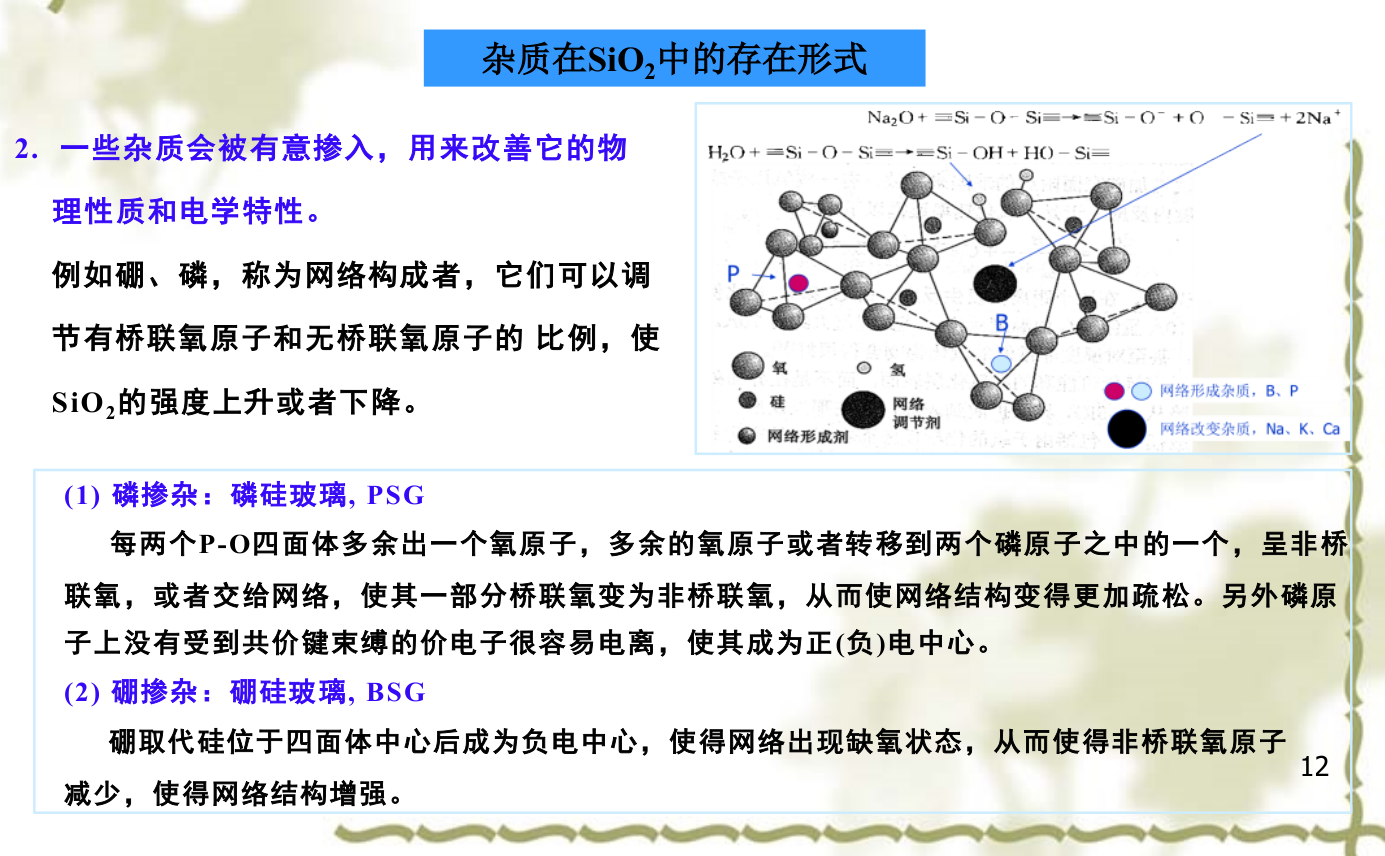 杂质在SiO2中的存在形式
2. 一些杂质会被有意掺入，用来改善它的物
理性质和电学特性。
例如硼、磷，称为网络构成者，它们可以调
节有桥联氧原子和无桥联氧原子的 比例，使
SiO2的强度上升或者下降。
Na2O+ ≡Si－O－Si≡→≡Si－O⁻＋O －Si≡＋2Na⁺
H2O＋≡Si－O－Si≡→≡Si－OH＋HO－Si≡
P
B
氧
氢
硅
网络
调节剂
网络形成剂
网络形成杂质，B、P
网络改变杂质，Na、K、Ca
(1) 磷掺杂：磷硅玻璃, PSG
每两个P-O四面体多余出一个氧原子，多余的氧原子或者转移到两个磷原子之中的一个，呈非桥
联氧，或者交给网络，使其一部分桥联氧变为非桥联氧，从而使网络结构变得更加疏松。另外磷原
子上没有受到共价键束缚的价电子很容易电离，使其成为正(负)电中心。
(2) 硼掺杂：硼硅玻璃, BSG
硼取代硅位于四面体中心后成为负电中心，使得网络出现缺氧状态，从而使得非桥联氧原子
减少，使得网络结构增强。
12